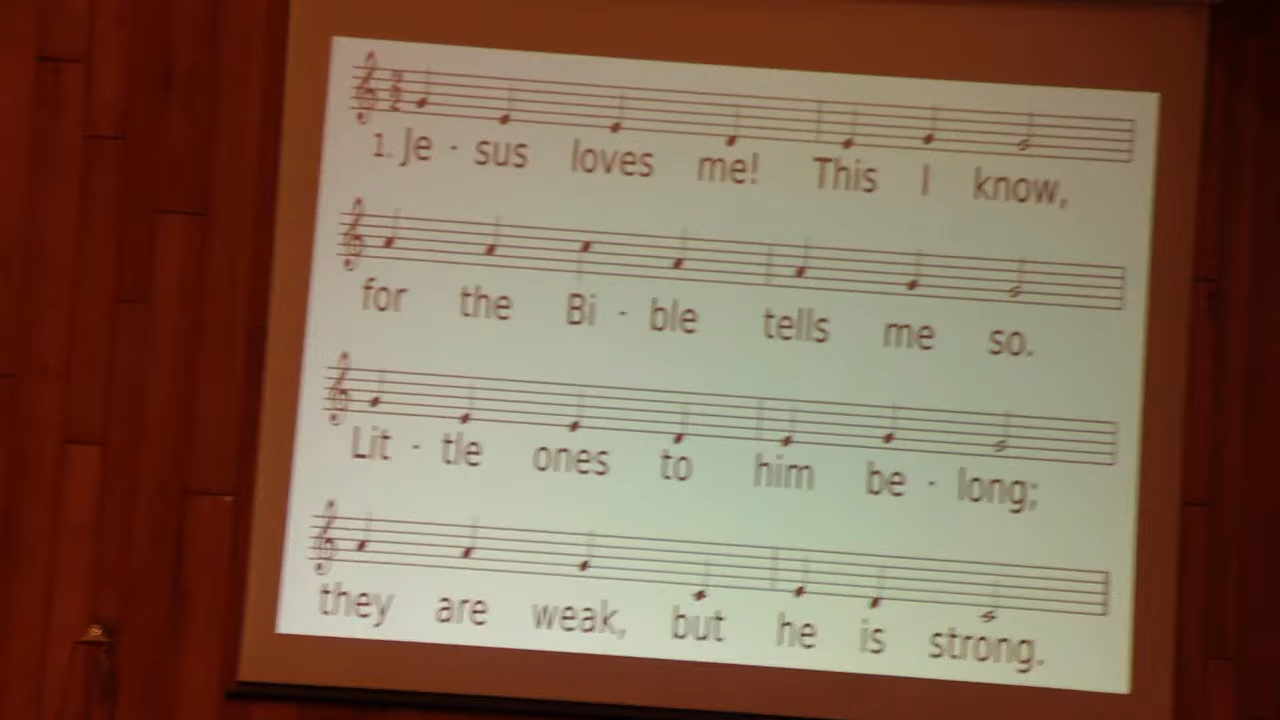 1. Je - sus loves me! This I know,
for the Bi - ble tells me so.
Lit - tle ones to him be - long;
they are weak, but he is strong.